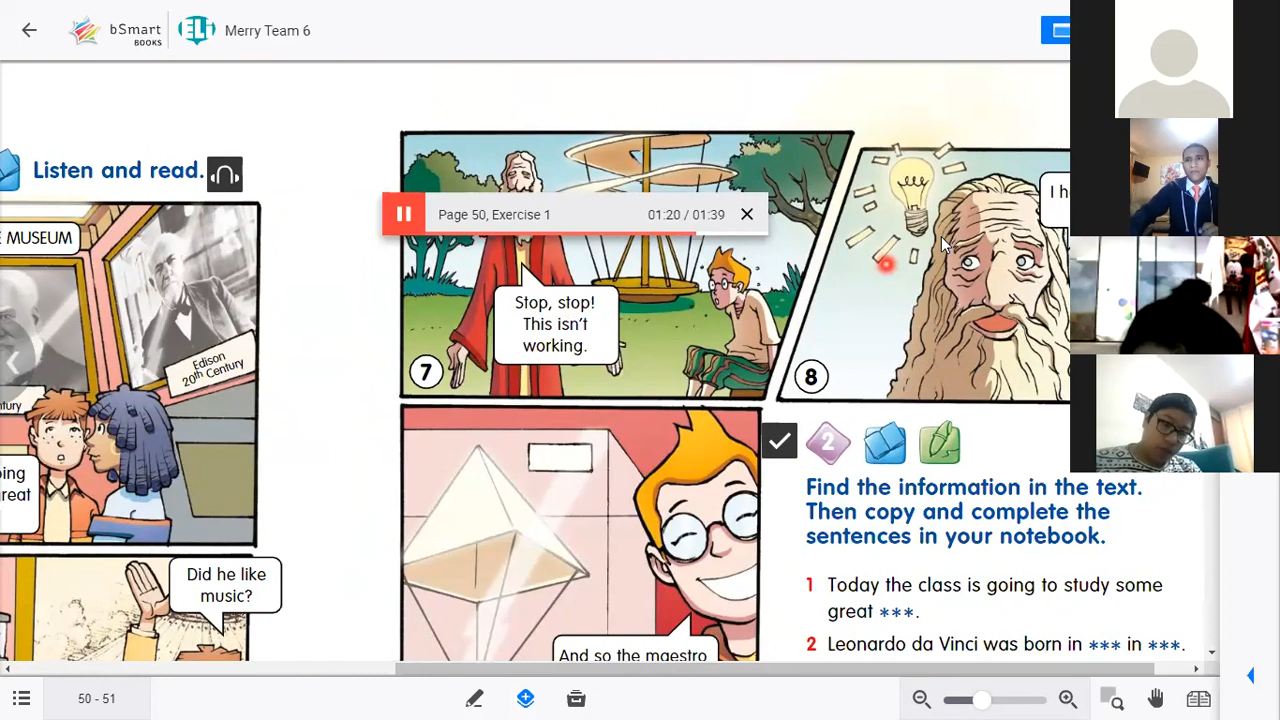 bSmart
BOOKS
ELi
Merry Team 6
Listen and read.
MUSEUM
Edison
20th Century
great
Did he like
music?
Page 50, Exercise 1
01:20 / 01:39
Stop, stop!
This isn't
working.
7
I
8
And so the maestro
2
Find the information in the text.
Then copy and complete the
sentences in your notebook.
1 Today the class is going to study some
great ***.
2 Leonardo da Vinci was born in *** in ***.
50 - 51